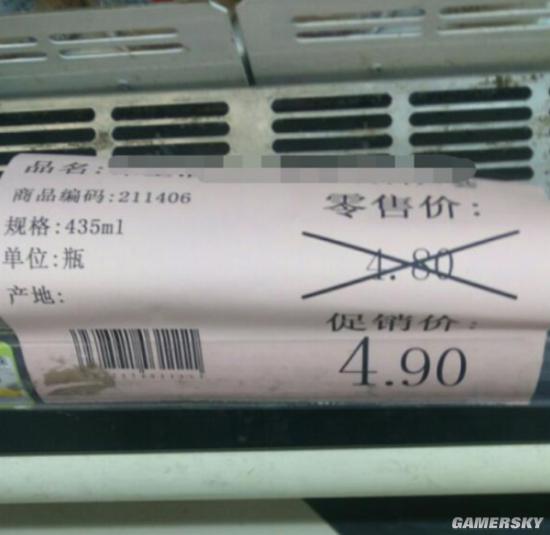 品名:
商品编码:211406
规格:435ml
单位:瓶
产地:
零售价:
4.80
促销价:
4.90
GAMERSKY